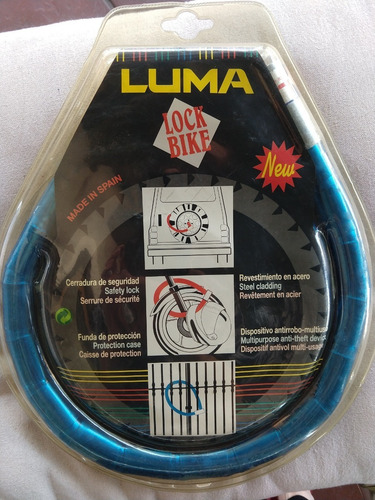 LUMA
LOCK
BIKE
New
MADE IN SPAIN
Cerradura de seguridad
Safety lock
Serrure de sécurité
Revestimiento en acero
Steel cladding
Revêtement en acier
Funda de protección
Protection case
Caisse de protection
Dispositivo antirrobo-multiuso
Multipurpose anti-theft device
Dispositif antivol multi-usage